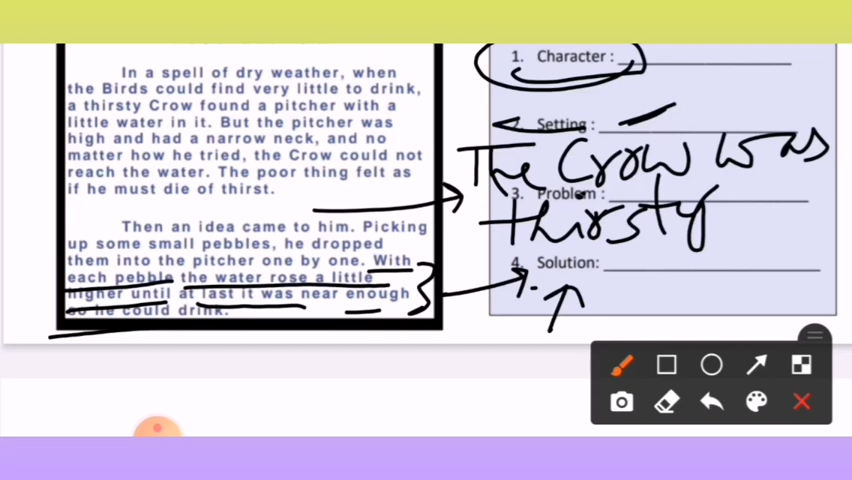 In a spell of dry weather, when
the Birds could find very little to drink,
a thirsty Crow found a pitcher with a
little water in it. But the pitcher was
high and had a narrow neck, and no
matter how he tried, the Crow could not
reach the water. The poor thing felt as
if he must die of thirst.
Then an idea came to him. Picking
up some small pebbles, he dropped
them into the pitcher one by one. With
each pebble the water rose a little
higher until at last it was near enough
so he could drink.
1. Character :
2. Setting :
The Crow was
3. Problem :
thirsty
4. Solution: